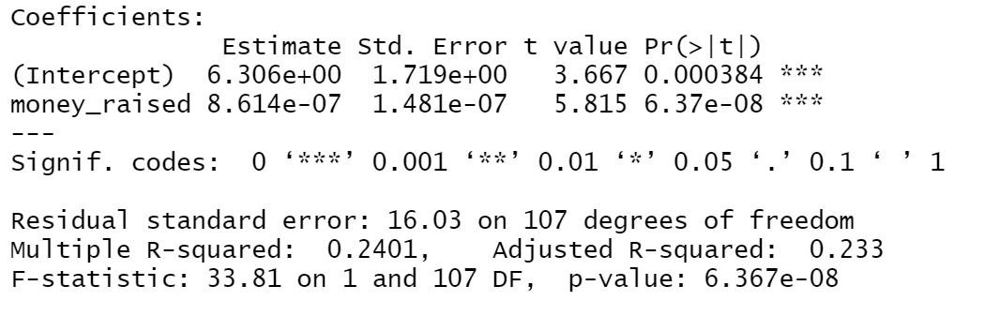 Coefficients:
Estimate Std. Error t value Pr(>|t|)
(Intercept) 6.306e+00 1.719e+00 3.667 0.000384 ***
money_raised 8.614e-07 1.481e-07 5.815 6.37e-08 ***
---
Signif. codes: 0 ‘***’ 0.001 ‘**’ 0.01 ‘*’ 0.05 ‘.’ 0.1 ‘ ’ 1
Residual standard error: 16.03 on 107 degrees of freedom
Multiple R-squared: 0.2401, Adjusted R-squared: 0.233
F-statistic: 33.81 on 1 and 107 DF, p-value: 6.367e-08